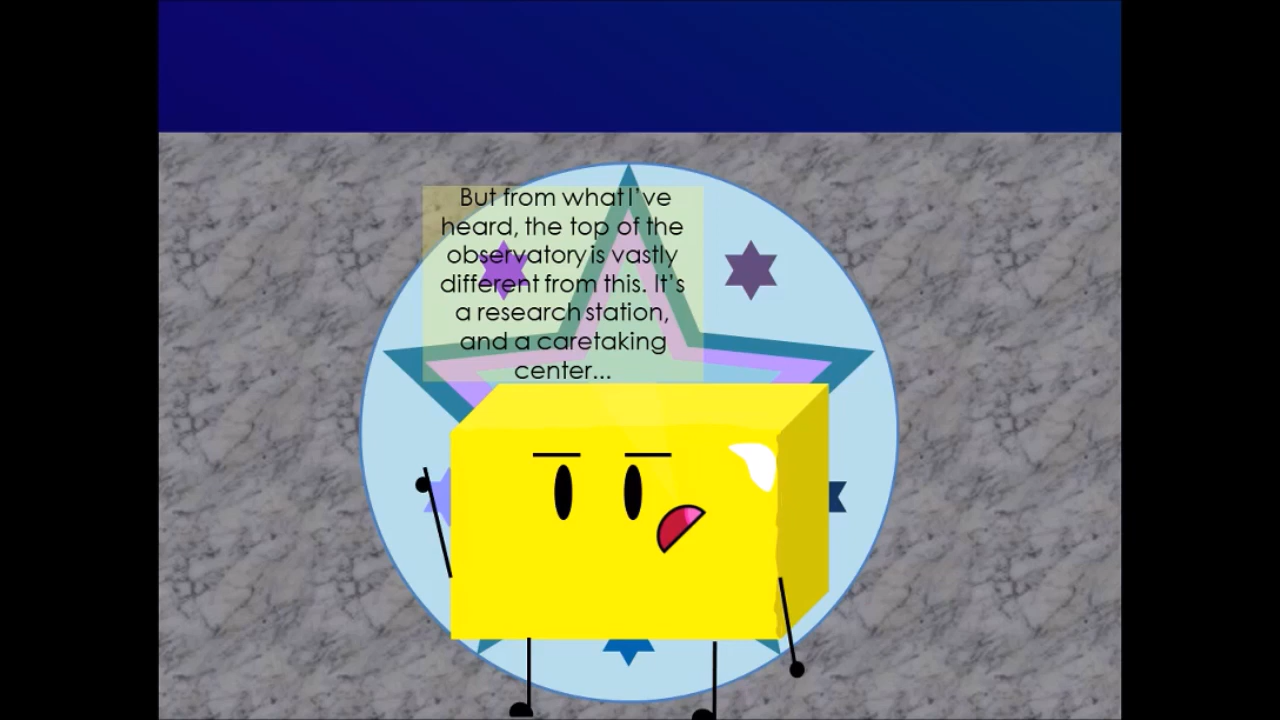 But from what I've
heard, the top of the
observatory is vastly
different from this. It's
a research station,
and a caretaking
center...